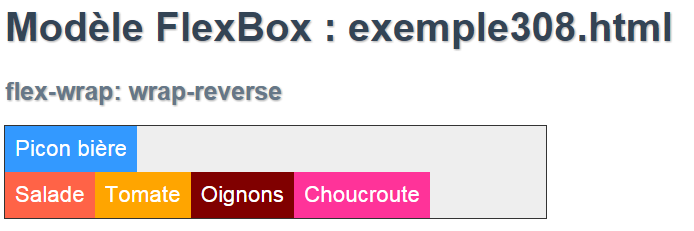 Modèle FlexBox : exemple308.html
flex-wrap: wrap-reverse
Picon bière
Salade Tomate Oignons Choucroute